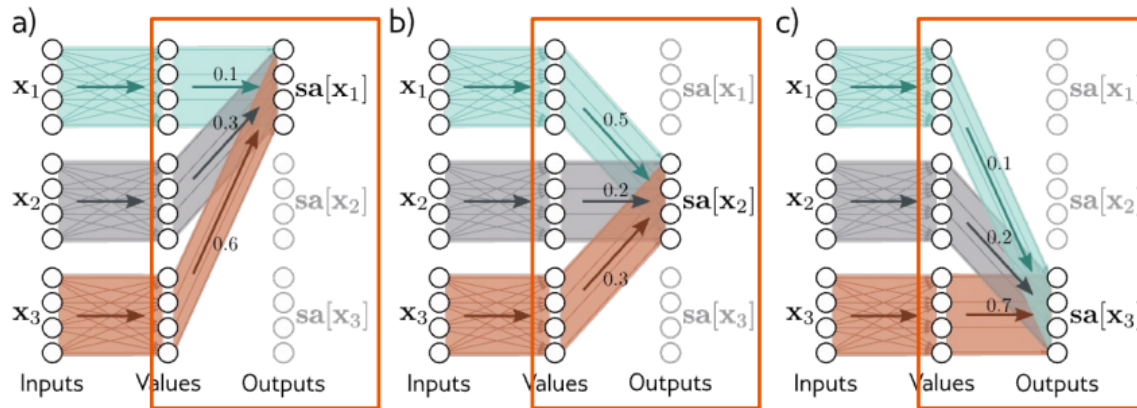 a)
x₁
0.1
sa[x₁]
0.3
x₂
sa[x₂]
0.6
x₃
sa[x₃]
Inputs Values Outputs
b)
x₁
sa[x₁]
0.5
x₂
0.2
sa[x₂]
0.3
x₃
sa[x₃]
Inputs Values Outputs
c)
x₁
sa[x₁]
0.1
x₂
sa[x₂]
0.2
x₃
0.7
sa[x₃]
Inputs Values Outputs